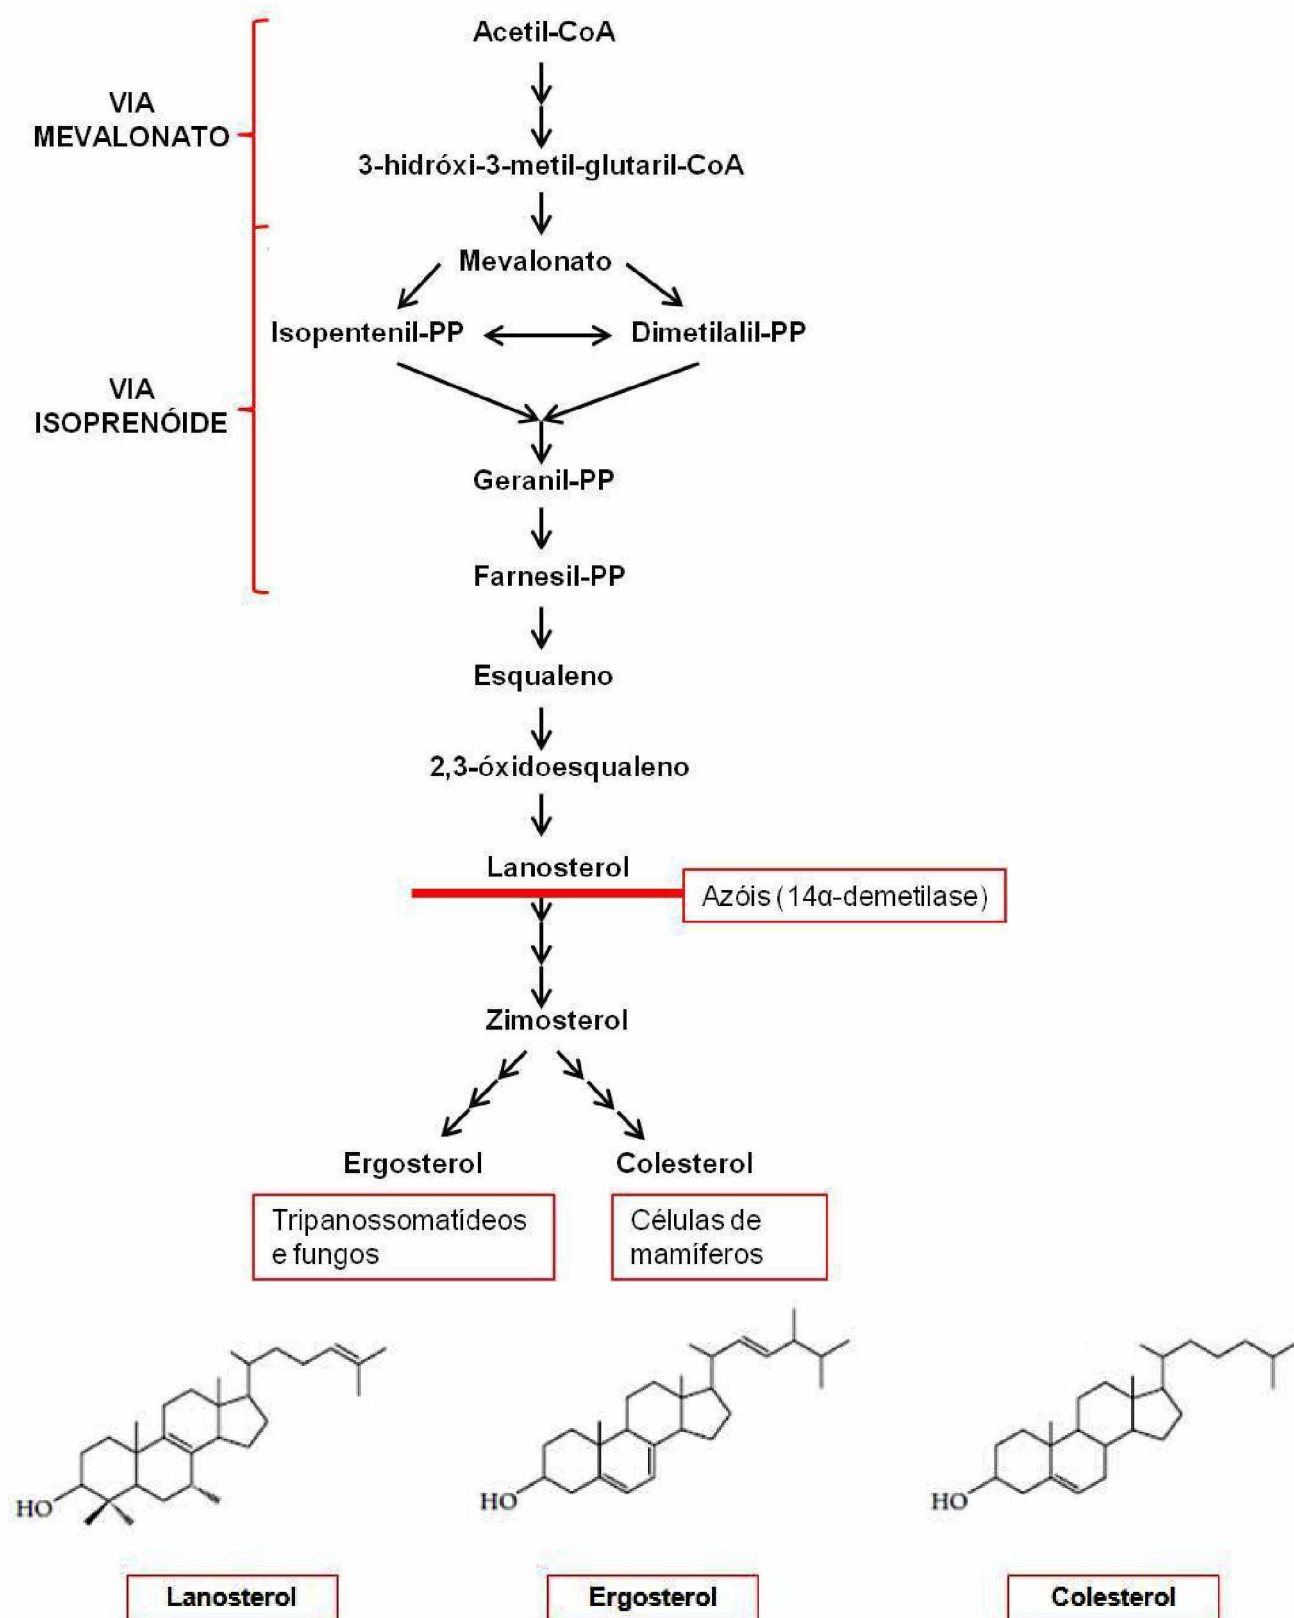 Acetil-CoA
VIA
MEVALONATO
3-hidróxi-3-metil-glutaril-CoA
Mevalonato
Isopentenil-PP
Dimetilalil-PP
VIA
ISOPRENÓIDE
Geranil-PP
Farnesil-PP
Esqualeno
2,3-óxidoesqualeno
Lanosterol
Azóis (14α-demetilase)
Zimosterol
Ergosterol
Colesterol
Tripanossomatídeos
e fungos
Células de
mamíferos
HO
HO
HO
Lanosterol
Ergosterol
Colesterol